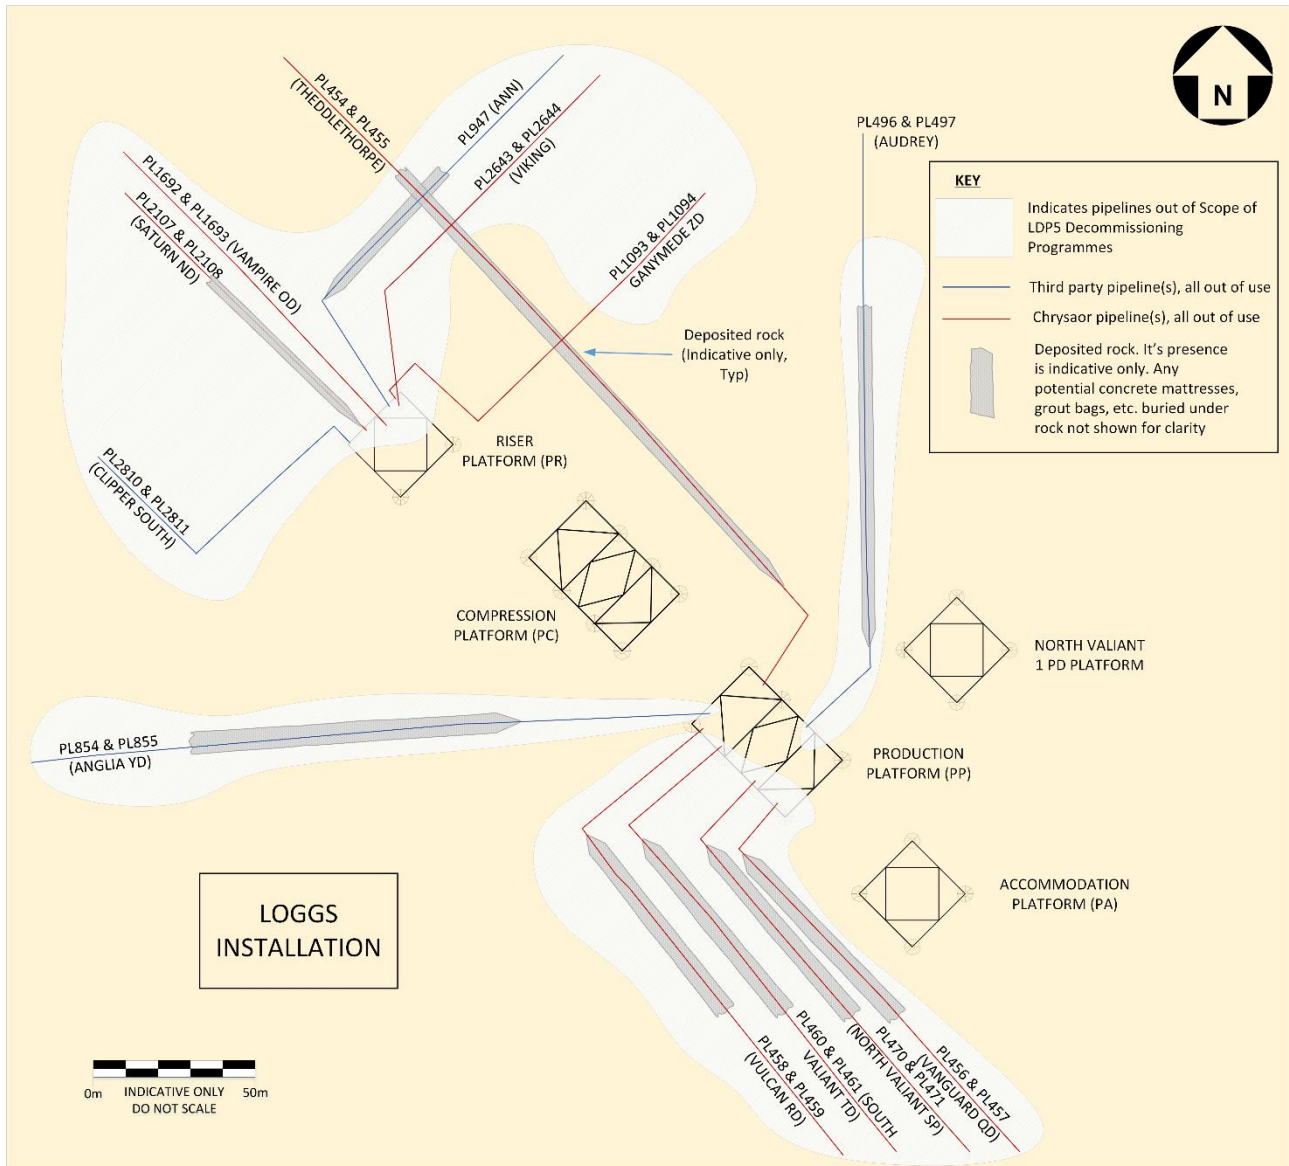 PL454 & PL455
(THEDDLETHORPE)
PL947 (ANN)
PL2643 & PL2644
(VIKING)
PL1692 & PL1693 (VAMPIRE OD)
PL2107 & PL2108
(SATURN ND)
PL1093 & PL1094
GANYMEDE ZD
PL496 & PL497
(AUDREY)
N
KEY
Indicates pipelines out of Scope of
LDP5 Decommissioning
Programmes
Third party pipeline(s), all out of use
Chrysaor pipeline(s), all out of use
Deposited rock. It's presence
is indicative only. Any
potential concrete mattresses,
grout bags, etc. buried under
rock not shown for clarity
Deposited rock
(Indicative only,
Typ)
RISER
PLATFORM (PR)
PL2810 & PL2811
(CLIPPER SOUTH)
COMPRESSION
PLATFORM (PC)
NORTH VALIANT
1 PD PLATFORM
PL854 & PL855
(ANGLIA YD)
PRODUCTION
PLATFORM (PP)
ACCOMMODATION
PLATFORM (PA)
LOGGS
INSTALLATION
PL458 & PL459
(VULCAN RD)
PL460 & PL461 (SOUTH
VALIANT TD)
PL470 & PL471
(NORTH VALIANT SP)
PL456 & PL457
(VANGUARD QD)
0m
INDICATIVE ONLY
DO NOT SCALE
50m